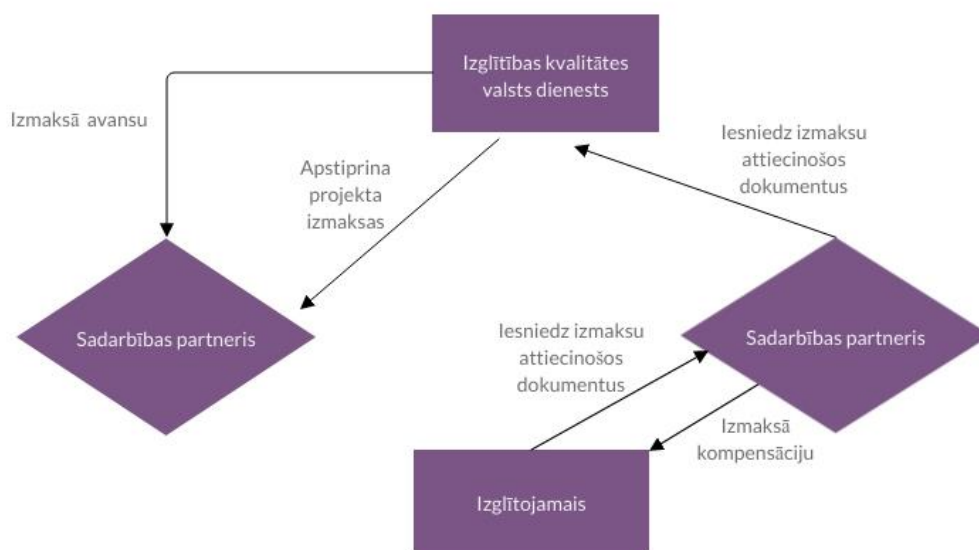 Izglītības kvalitātes
valsts dienests
Izmaksā avansu
Apstiprina
projekta
izmaksas
Iesniedz izmaksu
attiecinošos
dokumentus
Sadarbības partneris
Iesniedz izmaksu
attiecinošos
dokumentus
Sadarbības partneris
Izmaksā
kompensāciju
Izglītojamais